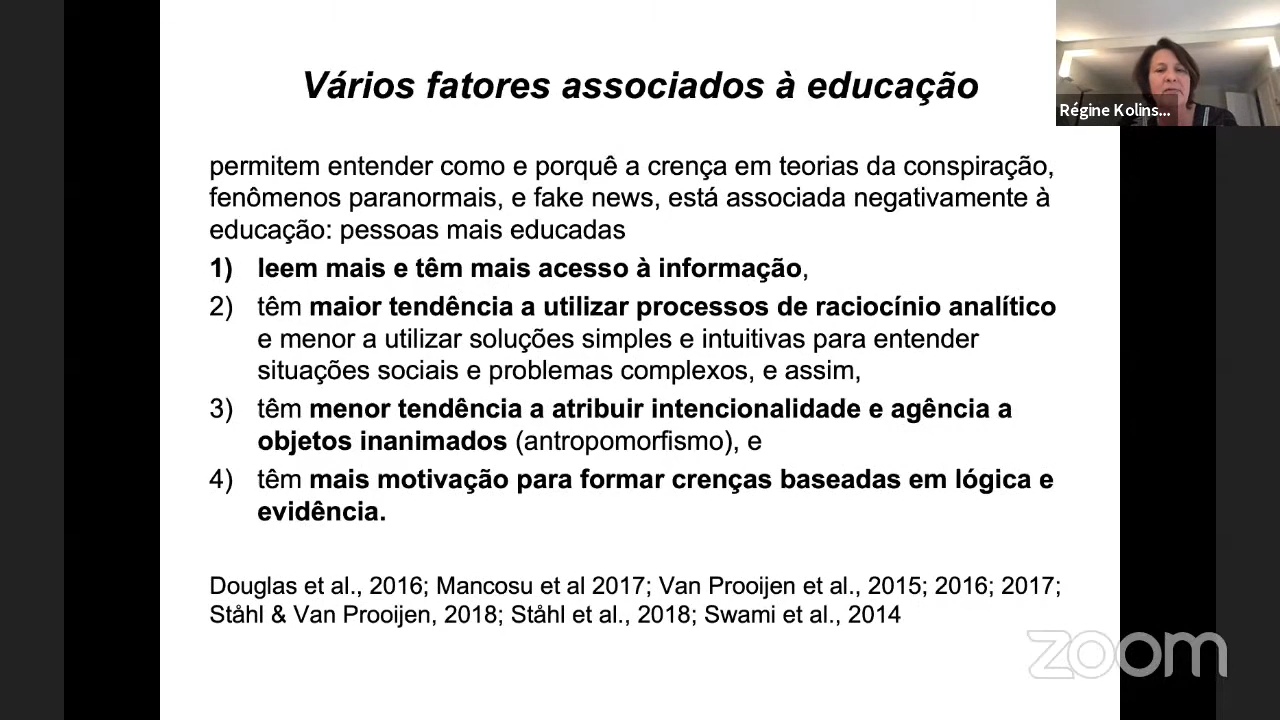 Vários fatores associados à educação
Régine Kolins...
permitem entender como e porquê a crença em teorias da conspiração,
fenômenos paranormais, e fake news, está associada negativamente à
educação: pessoas mais educadas
1) leem mais e têm mais acesso à informação,
2) têm maior tendência a utilizar processos de raciocínio analítico
e menor a utilizar soluções simples e intuitivas para entender
situações sociais e problemas complexos, e assim,
3) têm menor tendência a atribuir intencionalidade e agência a
objetos inanimados (antropomorfismo), e
4) têm mais motivação para formar crenças baseadas em lógica e
evidência.
Douglas et al., 2016; Mancosu et al 2017; Van Prooijen et al., 2015; 2016; 2017;
Ståhl & Van Prooijen, 2018; Ståhl et al., 2018; Swami et al., 2014
zoom